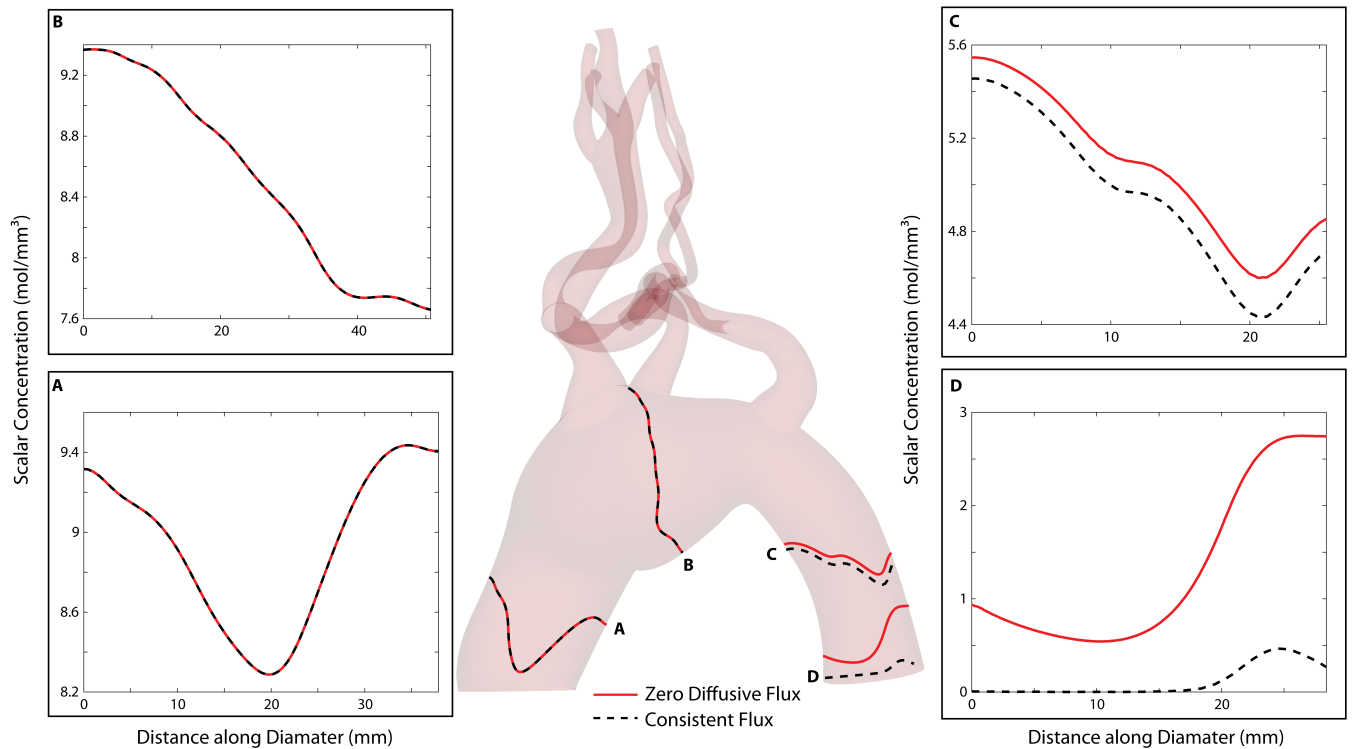 B
9.2
8.8
8.4
8
7.6
0
20
40
A
9.4
9
8.6
8.2
0
10
20
30
Scalar Concentration (mol/mm³)
Distance along Diamater (mm)
B
A
C
D
Zero Diffusive Flux
Consistent Flux
C
5.6
5.2
4.8
4.4
0
10
20
D
3
2
1
0
0
10
20
Scalar Concentration (mol/mm³)
Distance along Diamater (mm)